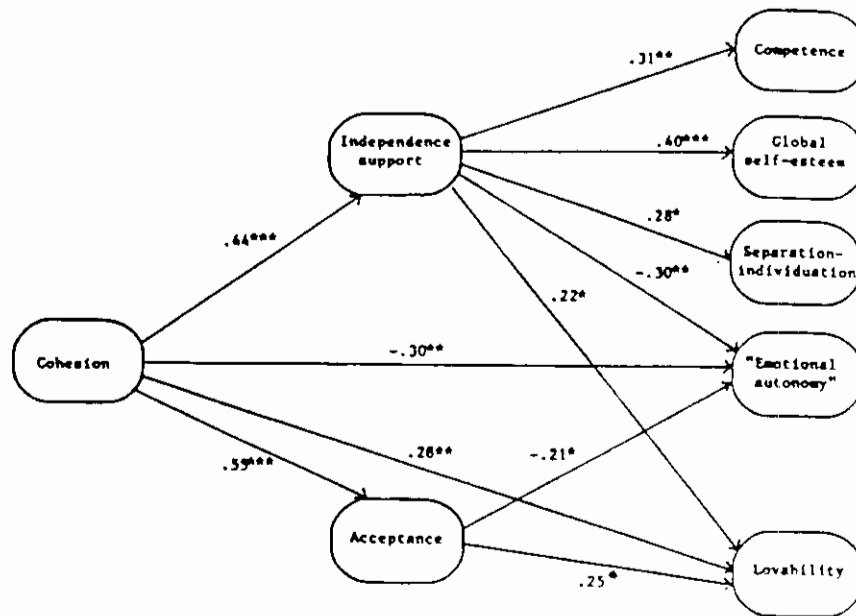 .31**
Competence
Independence
support
.40***
Global
self-esteem
.44***
.28*
Separation-
individuation
-.30**
.22*
Cohesion
-.30**
"Emotional
autonomy"
.28**
-.21*
.55***
Acceptance
.25*
Lovability